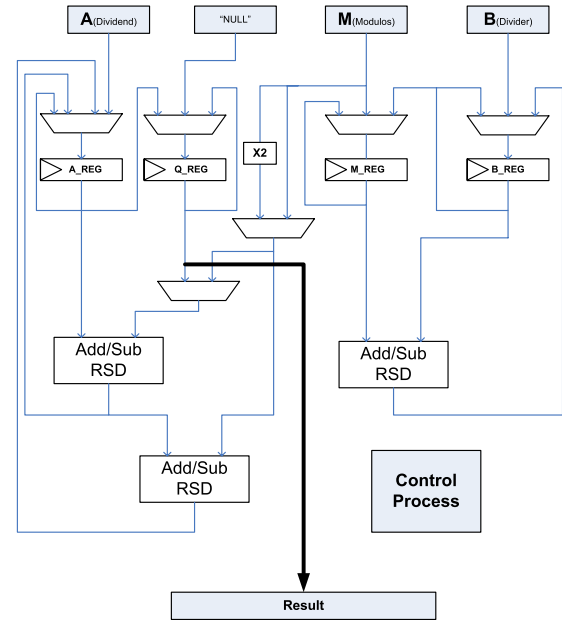 A(Dividend)
“NULL”
M(Modulos)
B(Divider)
A_REG
Q_REG
X2
M_REG
B_REG
Add/Sub
RSD
Add/Sub
RSD
Add/Sub
RSD
Control
Process
Result